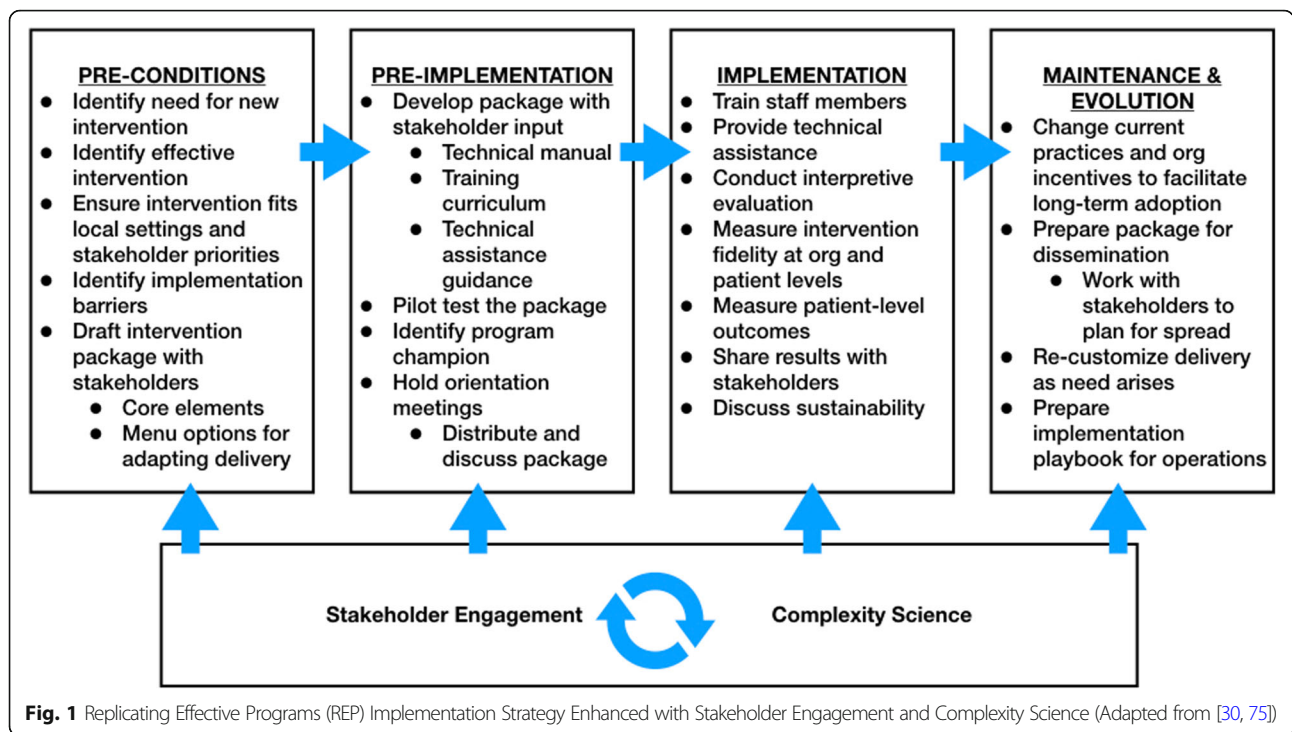 PRE-CONDITIONS
● Identify need for new
intervention
● Identify effective
intervention
● Ensure intervention fits
local settings and
stakeholder priorities
● Identify implementation
barriers
● Draft intervention
package with
stakeholders
● Core elements
● Menu options for
adapting delivery
PRE-IMPLEMENTATION
● Develop package with
stakeholder input
● Technical manual
● Training
curriculum
● Technical
assistance
guidance
● Pilot test the package
● Identify program
champion
● Hold orientation
meetings
● Distribute and
discuss package
IMPLEMENTATION
● Train staff members
● Provide technical
assistance
● Conduct interpretive
evaluation
● Measure intervention
fidelity at org and
patient levels
● Measure patient-level
outcomes
● Share results with
stakeholders
● Discuss sustainability
MAINTENANCE &
EVOLUTION
● Change current
practices and org
incentives to facilitate
long-term adoption
● Prepare package for
dissemination
● Work with
stakeholders to
plan for spread
● Re-customize delivery
as need arises
● Prepare
implementation
playbook for operations
Stakeholder Engagement
Complexity Science
Fig. 1 Replicating Effective Programs (REP) Implementation Strategy Enhanced with Stakeholder Engagement and Complexity Science (Adapted from [30, 75])